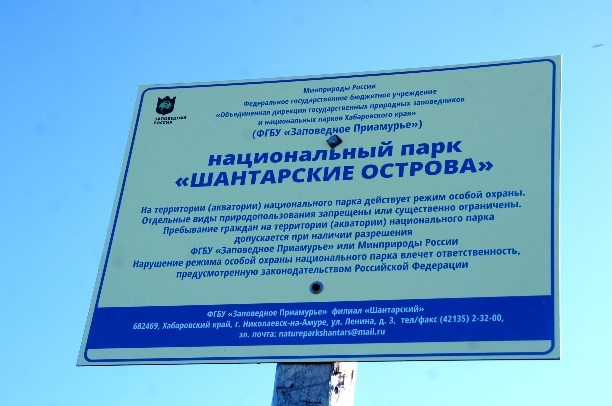 ЗАПОВЕДНАЯ
РОССИЯ
Минприроды России
Федеральное государственное бюджетное учреждение
«Объединенная дирекция государственных природных заповедников
и национальных парков Хабаровского края»
(ФГБУ «Заповедное Приамурье»)
национальный парк
«ШАНТАРСКИЕ ОСТРОВА»
На территории (акватории) национального парка действует режим особой охраны.
Отдельные виды природопользования запрещены или существенно ограничены.
Пребывание граждан на территории (акватории) национального парка
допускается при наличии разрешения
ФГБУ «Заповедное Приамурье» или Минприроды России
Нарушение режима особой охраны национального парка влечет ответственность,
предусмотренную законодательством Российской Федерации
ФГБУ «Заповедное Приамурье» филиал «Шантарский»
682469, Хабаровский край, г. Николаевск-на-Амуре, ул. Ленина, д. 3, тел/факс (42135) 2-32-00,
эл. почта: natureparkshantars@mail.ru